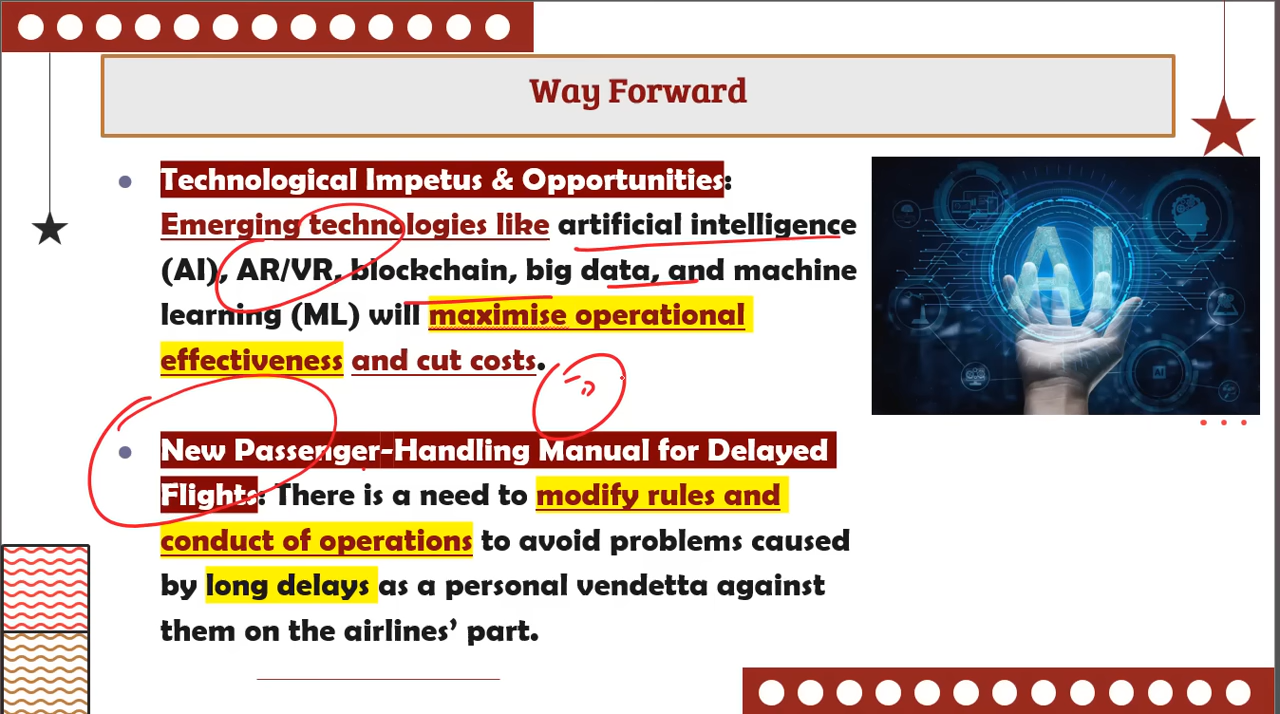 Way Forward
Technological Impetus & Opportunities:
Emerging technologies like artificial intelligence
(AI), AR/VR, blockchain, big data, and machine
learning (ML) will maximise operational
effectiveness and cut costs.
New Passenger-Handling Manual for Delayed
Flights: There is a need to modify rules and
conduct of operations to avoid problems caused
by long delays as a personal vendetta against
them on the airlines’ part.
AI